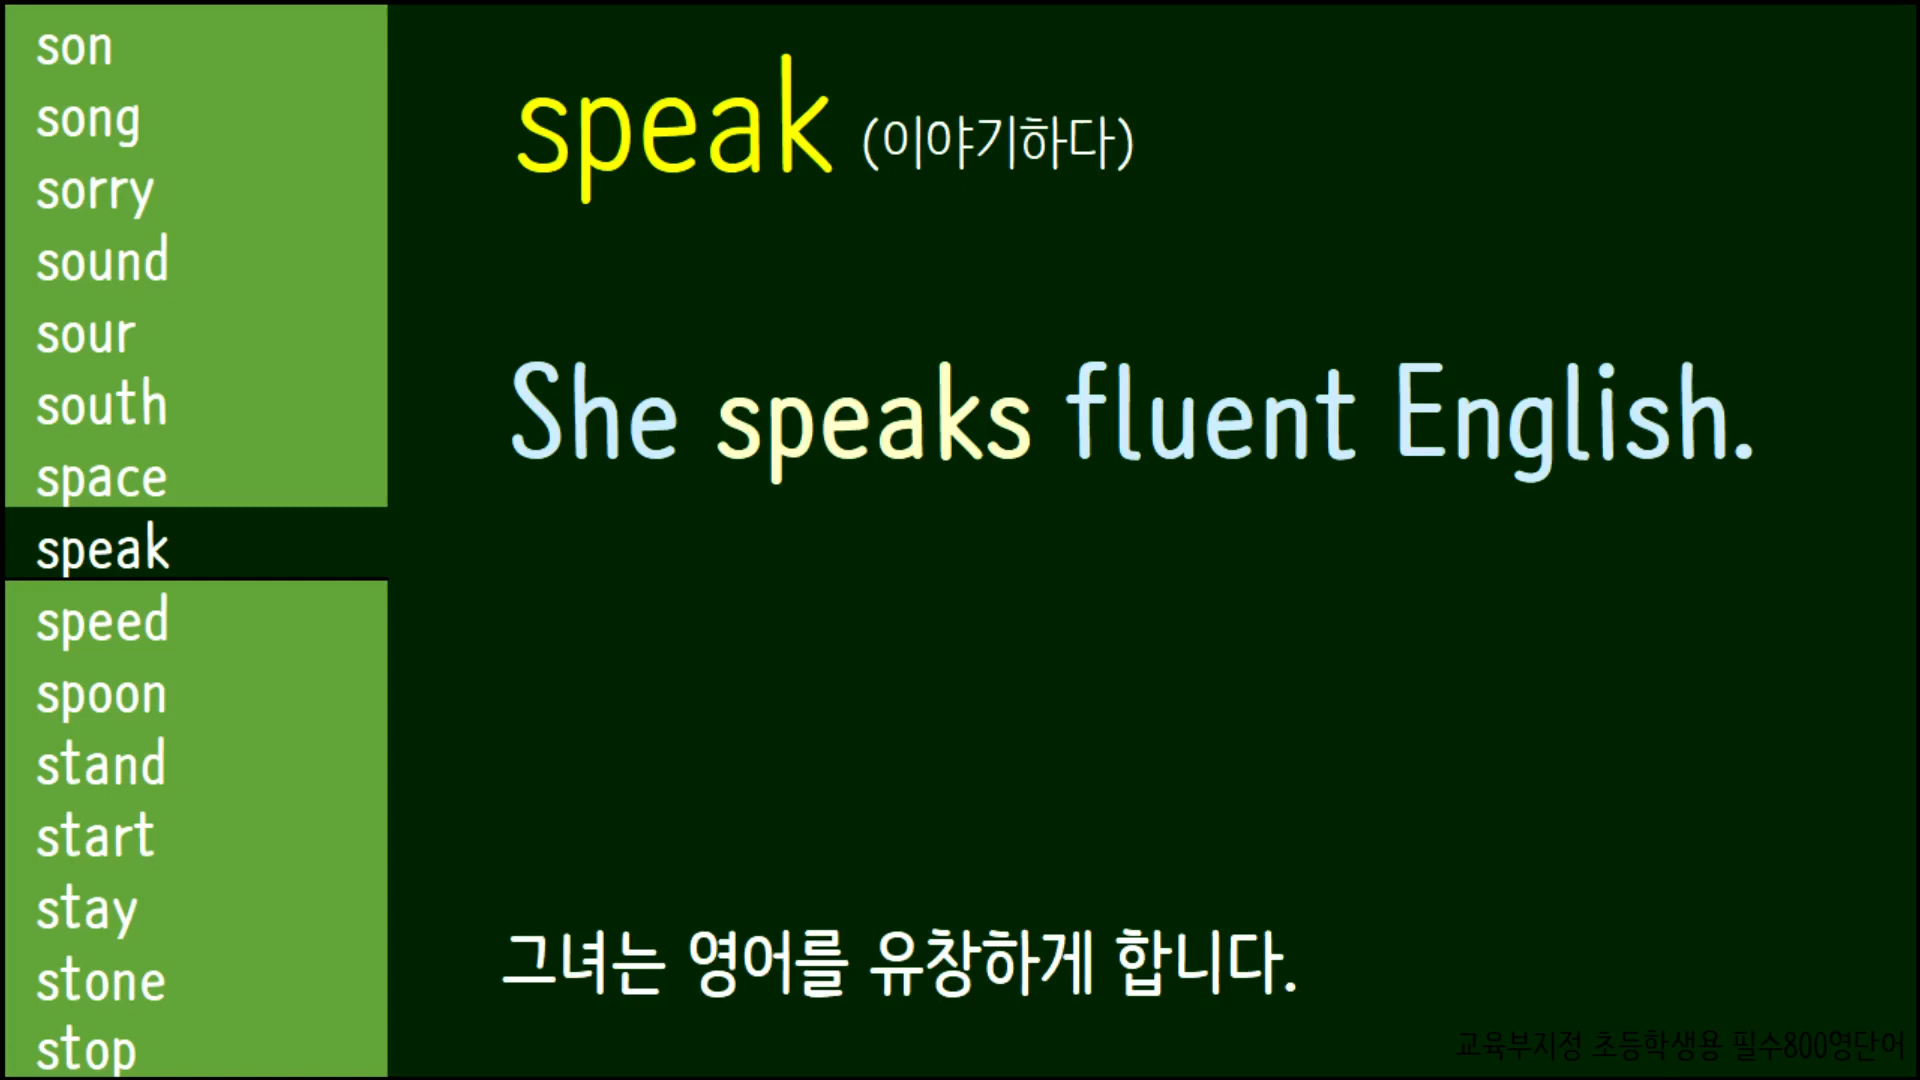 son
song
sorry
sound
sour
south
space
speak
speed
spoon
stand
start
stay
stone
stop
speak (이야기하다)
She speaks fluent English.
그녀는 영어를 유창하게 합니다.
교육부지정 초등학생용 필수800영단어